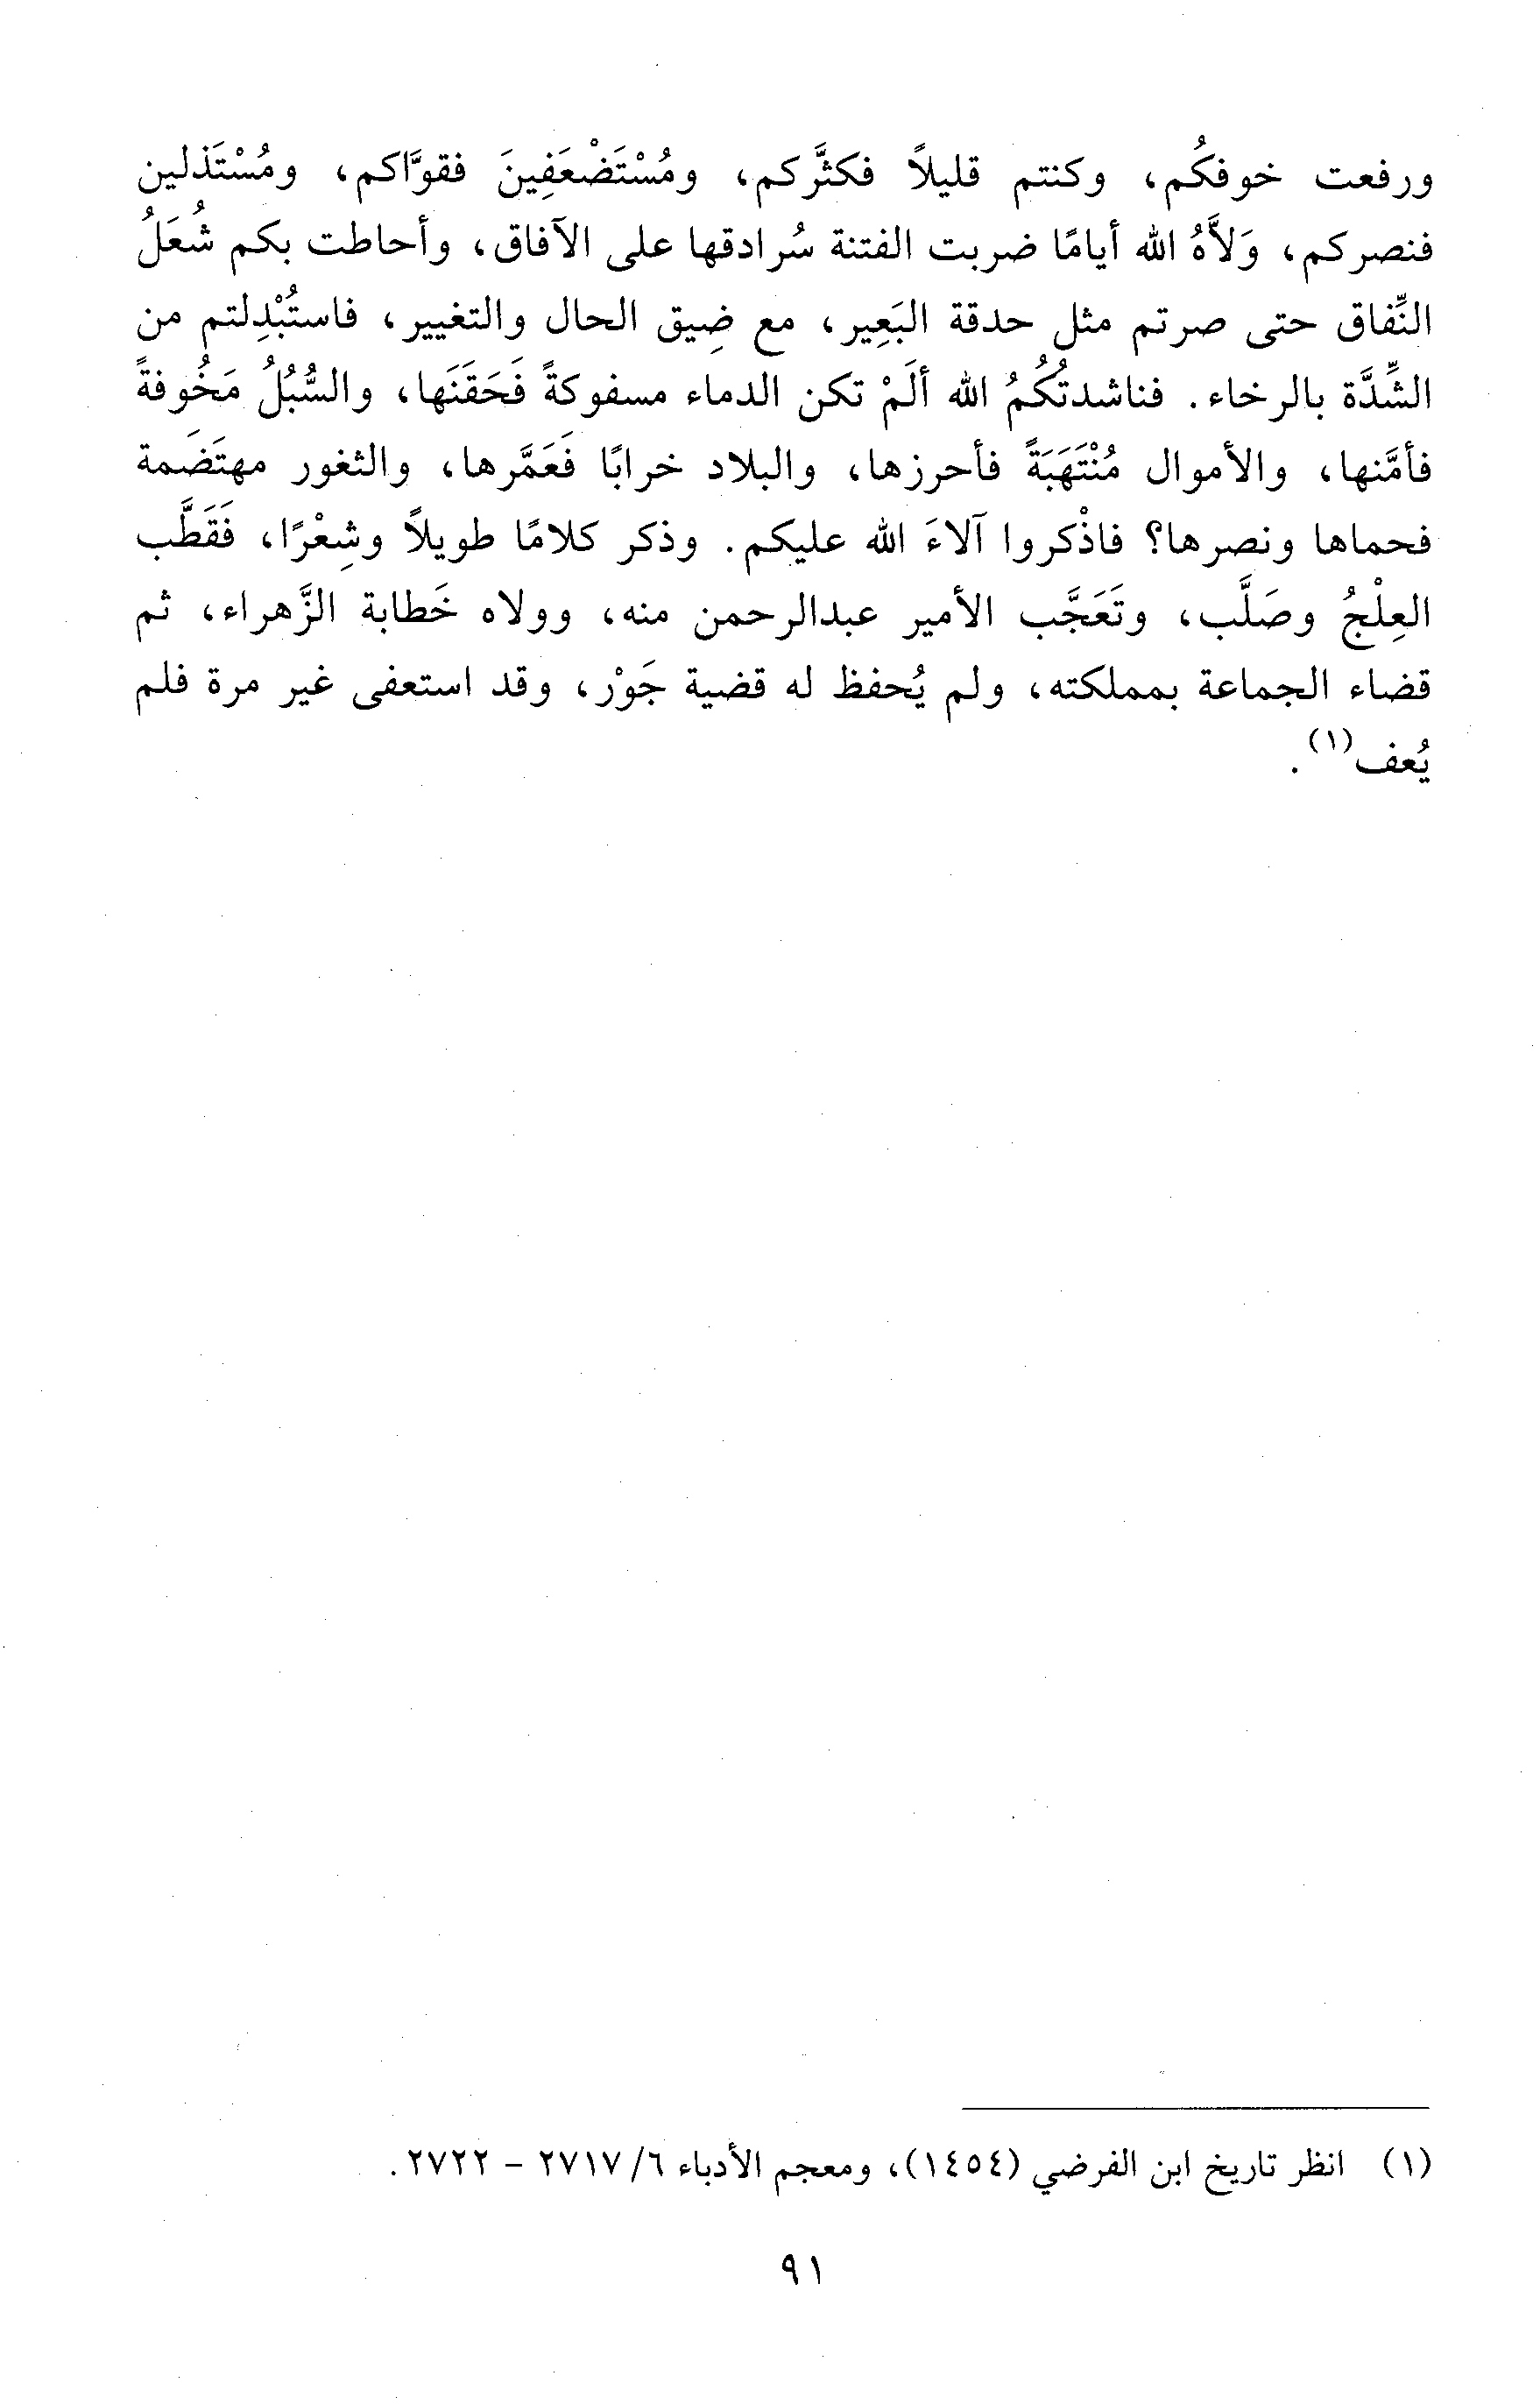 ورفعت خوفكُم، وكنتم قليلاً فكثَّركم، ومُسْتَضْعَفِينَ فقوَّاكم، ومُسْتَذلين
فنصركم، وَلاَّهُ الله أيامًا ضربت الفتنة سُرادقها على الآفاق، وأحاطت بكم شُعَلُ
النِّفاق حتى صرتم مثل حدقة البَعِير، مع ضِيق الحال والتغيير، فاستُبْدِلتم من
الشِّدَّة بالرخاء. فناشدتُكُمُ الله ألَمْ تكن الدماء مسفوكةً فَحَقَنَها، والسُّبُلُ مَخُوفةً
فأمَّنها، والأموال مُنْتَهَبَةً فأحرزها، والبلاد خرابًا فَعَمَّرها، والثغور مهتَضَمة
فحماها ونصرها؟ فاذْكروا آلاءَ الله عليكم. وذكر كلامًا طويلاً وشِعْرًا، فَقَطَّب
العِلْجُ وصَلَّب، وتَعَجَّب الأمير عبدالرحمن منه، وولاه خَطابة الزَّهراء، ثم
قضاء الجماعة بمملكته، ولم يُحفظ له قضية جَوْر، وقد استعفى غير مرة فلم
يُعف(١).
(١) انظر تاريخ ابن الفرضي (١٤٥٤)، ومعجم الأدباء ٦/ ٢٧١٧ - ٢٧٢٢.
٩١